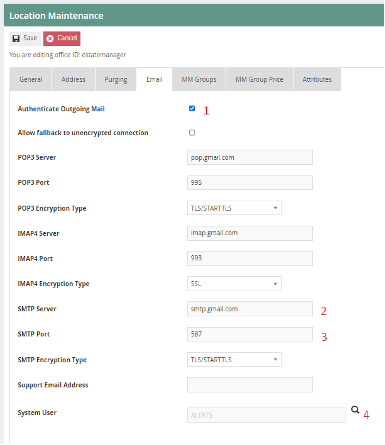 Location Maintenance
Save Cancel
You are editing office ID: estatemanager
General Address Purging Email MM Groups MM Group Price Attributes
Authenticate Outgoing Mail 1
Allow fallback to unencrypted connection
POP3 Server pop.gmail.com
POP3 Port 995
POP3 Encryption Type TLS/STARTTLS
IMAP4 Server imap.gmail.com
IMAP4 Port 993
IMAP4 Encryption Type SSL
SMTP Server smtp.gmail.com 2
SMTP Port 587 3
SMTP Encryption Type TLS/STARTTLS
Support Email Address
System User ALERTS 4